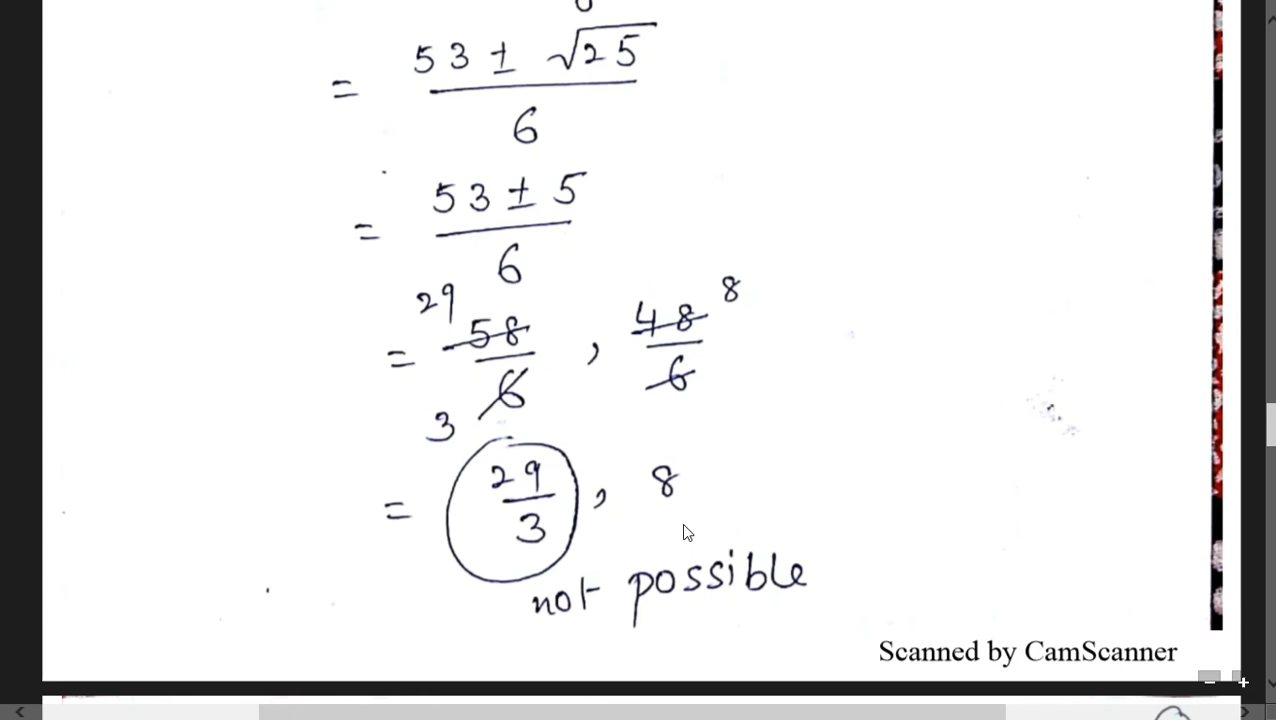 = 53 ± √25
6
= 53 ± 5
6
29 8
= 58 , 48
6 6
3
= 29 , 8
3
not possible
Scanned by CamScanner